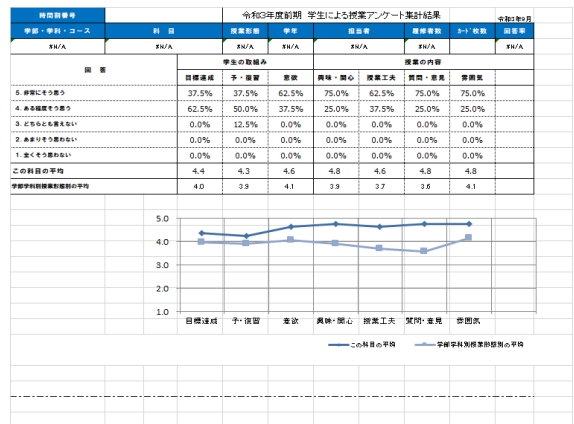 時間割番号 令和3年度前期 学生による授業アンケート集計結果 令和3年9月
学部・学科・コース 科 目 授業形態 学年 担当者 履修者数 カード枚数 回答率
#N/A #N/A #N/A #N/A #N/A #N/A #N/A #N/A
回 答 学生の取組み 授業の内容
目標達成 予・復習 意欲 興味・関心 授業工夫 質問・意見 雰囲気
5. 非常にそう思う 37.5% 37.5% 62.5% 75.0% 62.5% 75.0% 75.0%
4. ある程度そう思う 62.5% 50.0% 37.5% 25.0% 37.5% 25.0% 25.0%
3. どちらとも言えない 0.0% 12.5% 0.0% 0.0% 0.0% 0.0% 0.0%
2. あまりそう思わない 0.0% 0.0% 0.0% 0.0% 0.0% 0.0% 0.0%
1. 全くそう思わない 0.0% 0.0% 0.0% 0.0% 0.0% 0.0% 0.0%
この科目の平均 4.4 4.3 4.6 4.8 4.6 4.8 4.8
学部学科別授業形態別の平均 4.0 3.9 4.1 3.9 3.7 3.6 4.1
5.0
4.0
3.0
2.0
1.0
目標達成 予・復習 意欲 興味・関心 授業工夫 質問・意見 雰囲気
この科目の平均 学部学科別授業形態別の平均